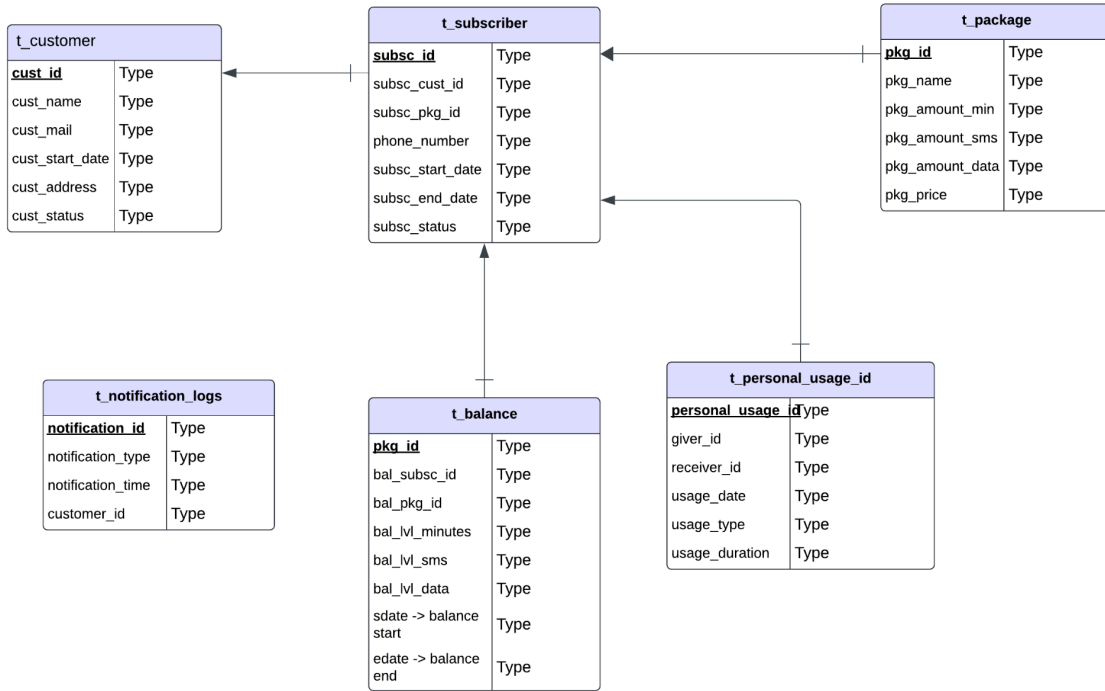 t_customer
cust_id Type
cust_name Type
cust_mail Type
cust_start_date Type
cust_address Type
cust_status Type
t_subscriber
subsc_id Type
subsc_cust_id Type
subsc_pkg_id Type
phone_number Type
subsc_start_date Type
subsc_end_date Type
subsc_status Type
t_package
pkg_id Type
pkg_name Type
pkg_amount_min Type
pkg_amount_sms Type
pkg_amount_data Type
pkg_price Type
t_notification_logs
notification_id Type
notification_type Type
notification_time Type
customer_id Type
t_balance
pkg_id Type
bal_subsc_id Type
bal_pkg_id Type
bal_lvl_minutes Type
bal_lvl_sms Type
bal_lvl_data Type
sdate -> balance
start Type
edate -> balance
end Type
t_personal_usage_id
personal_usage_id Type
giver_id Type
receiver_id Type
usage_date Type
usage_type Type
usage_duration Type